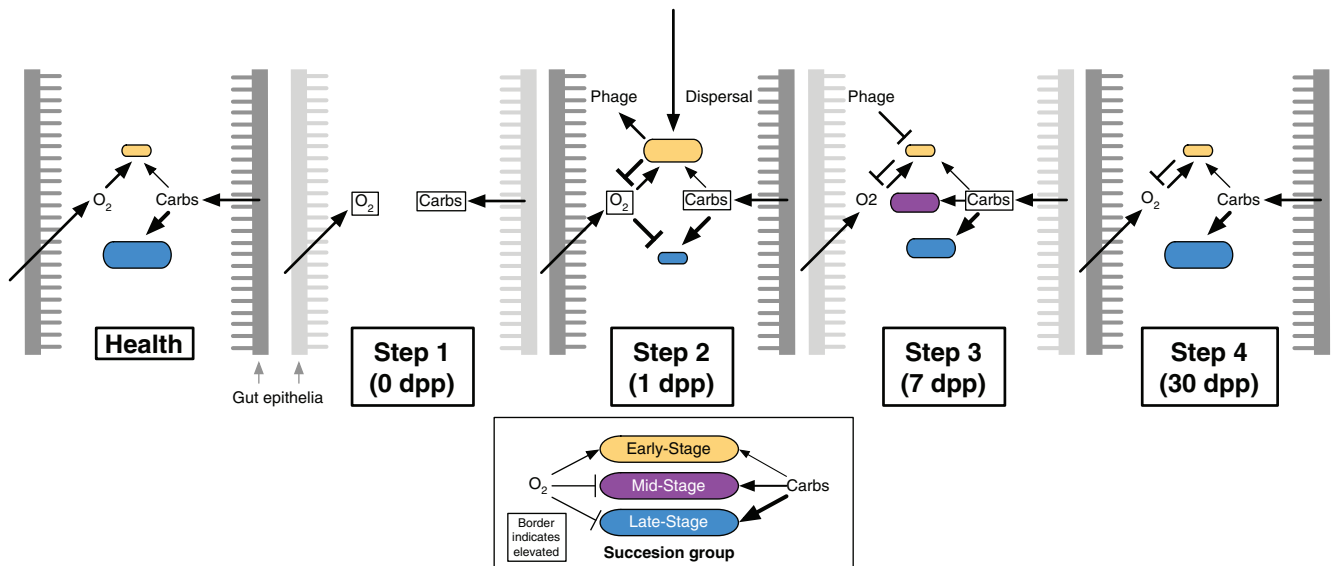 Phage
Dispersal
Phage
O2
Carbs
O2
Carbs
O2
Carbs
O2
Carbs
O2
Carbs
Health
Step 1
(0 dpp)
Step 2
(1 dpp)
Step 3
(7 dpp)
Step 4
(30 dpp)
Gut epithelia
Early-Stage
O2
Mid-Stage
Carbs
Late-Stage
Border
indicates
elevated
Succesion group